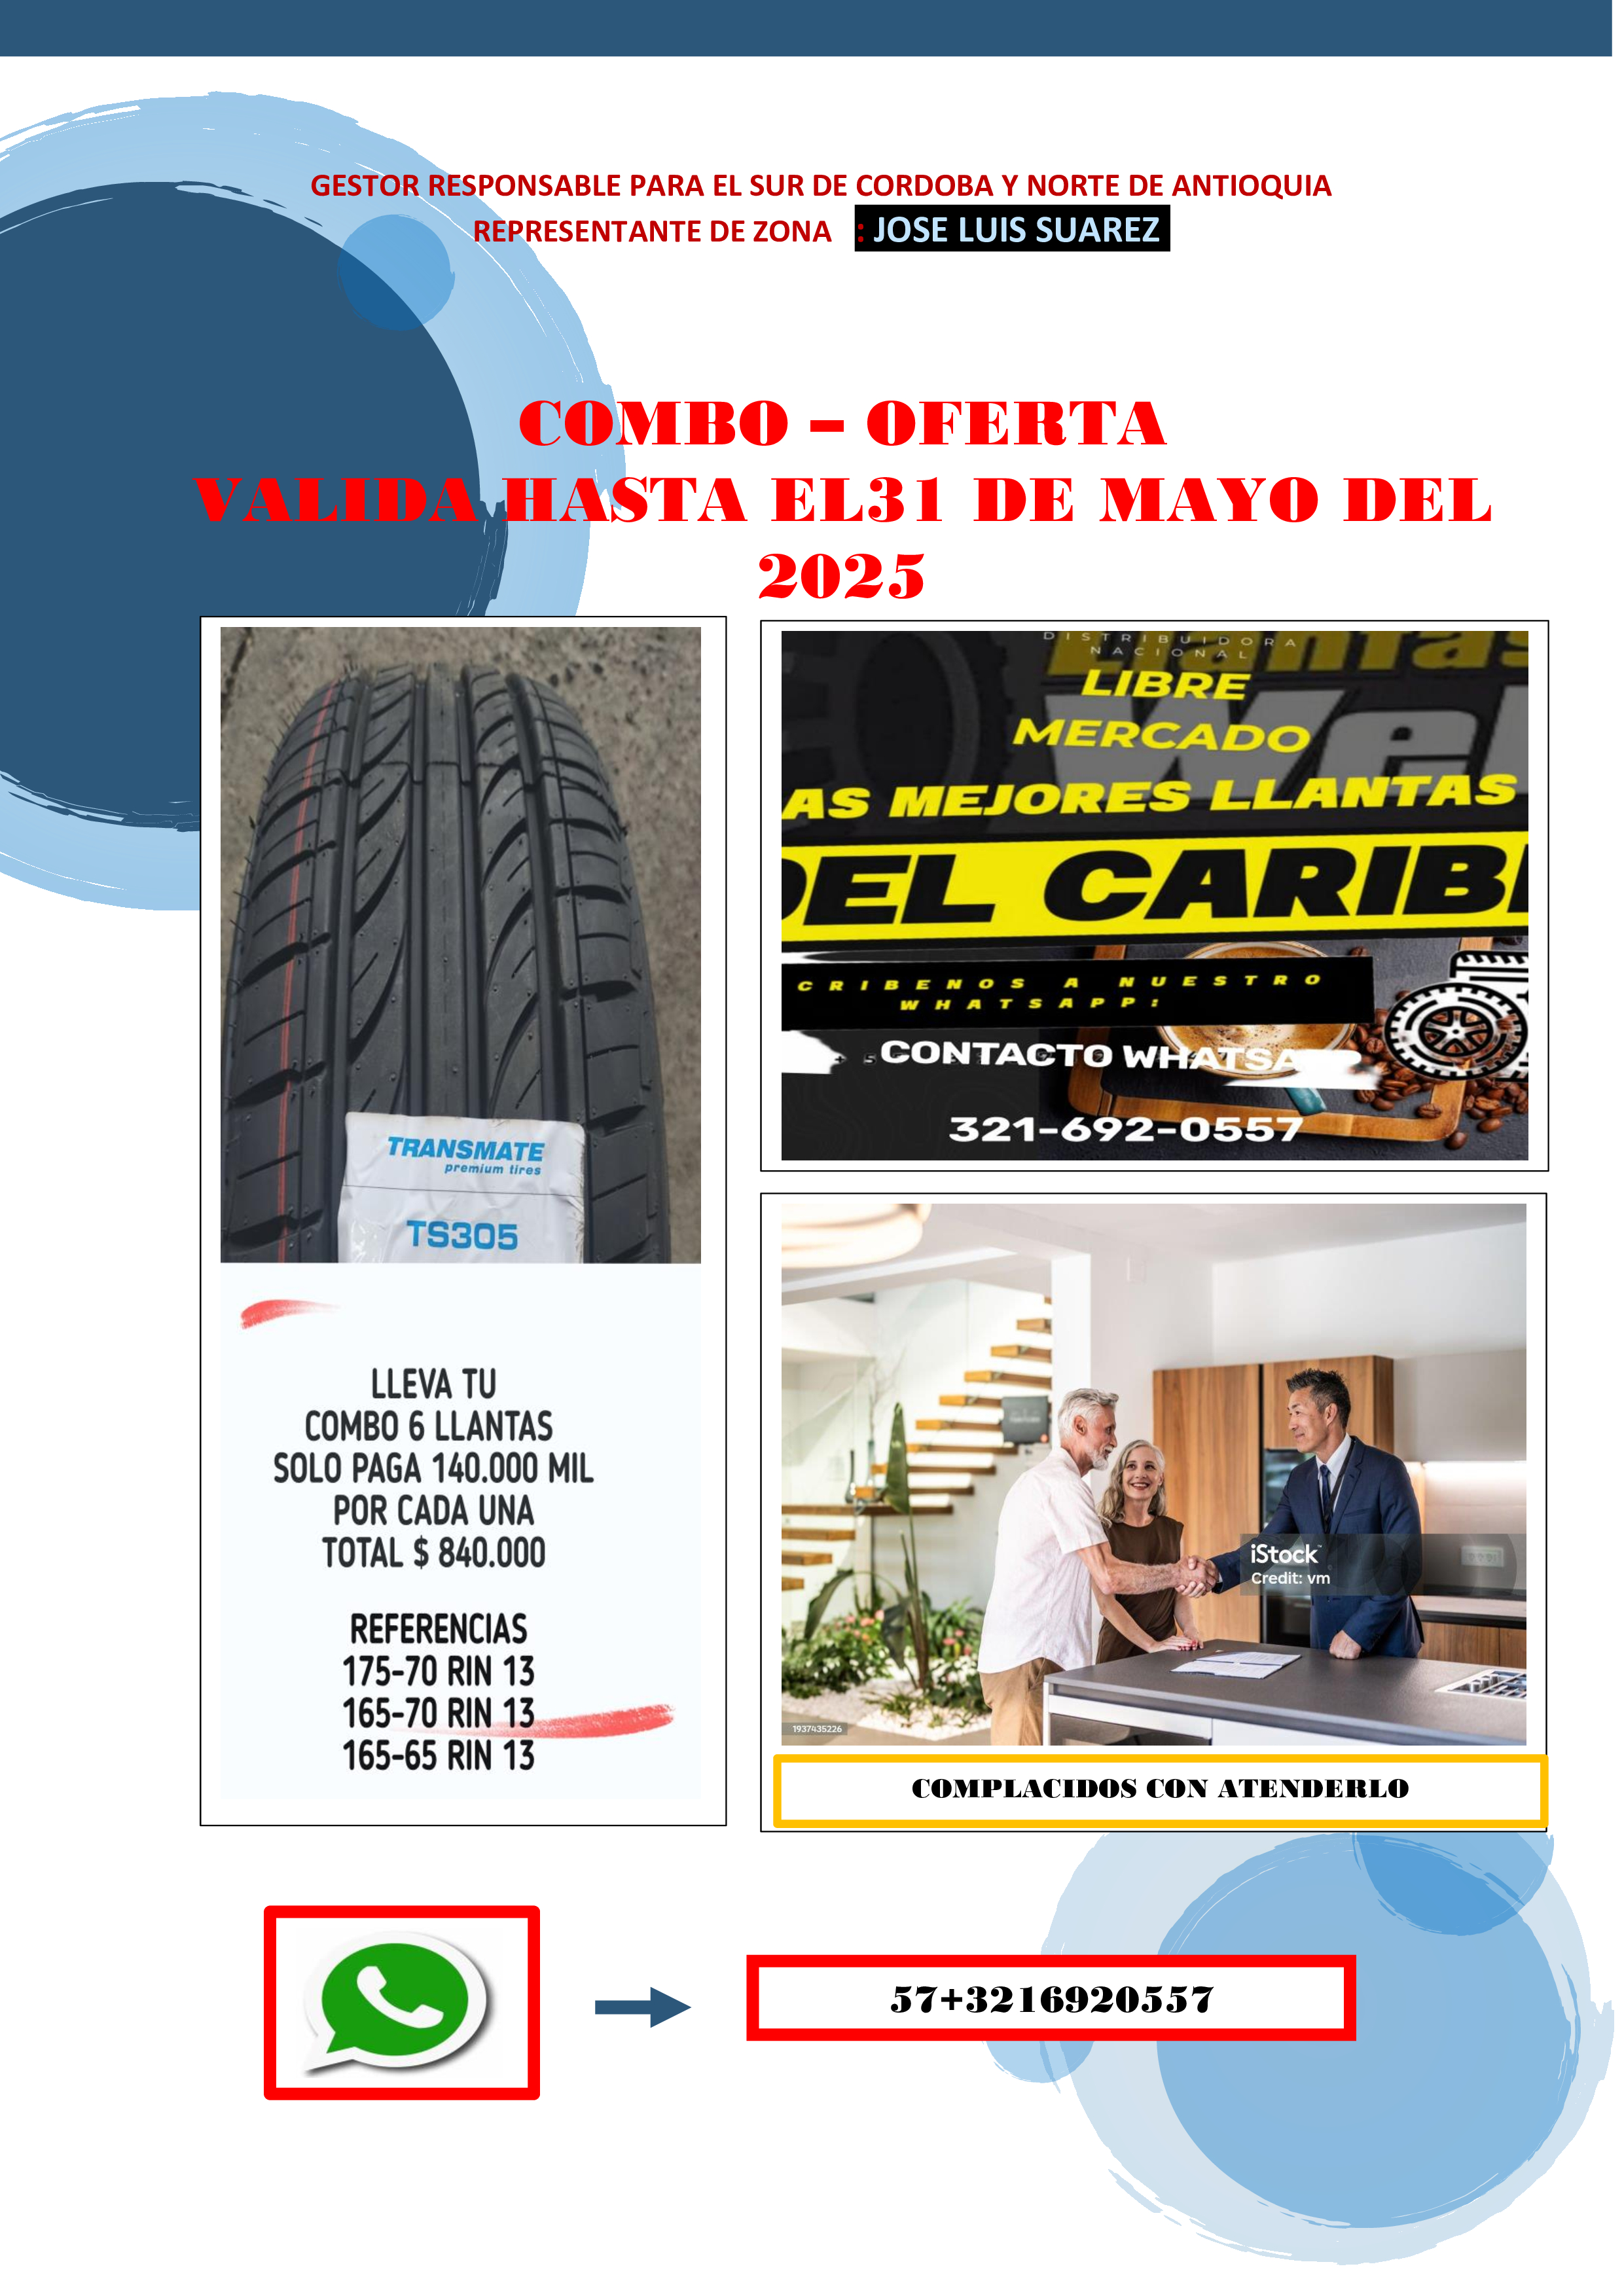 GESTOR RESPONSABLE PARA EL SUR DE CORDOBA Y NORTE DE ANTIOQUIA
REPRESENTANTE DE ZONA : JOSE LUIS SUAREZ
COMBO – OFERTA
VALIDA HASTA EL31 DE MAYO DEL
2025
TRANSMATE
premium tires
TS305
LLEVA TU
COMBO 6 LLANTAS
SOLO PAGA 140.000 MIL
POR CADA UNA
TOTAL $ 840.000
REFERENCIAS
175-70 RIN 13
165-70 RIN 13
165-65 RIN 13
DISTRIBUIDORA
NACIONAL
Llantas
LIBRE
MERCADO
We
AS MEJORES LLANTAS
DEL CARIB
CRIBENOS A NUESTRO
WHATSAPP:
CONTACTO WHATSA
321-692-0557
iStock
Credit: vm
1937435226
COMPLACIDOS CON ATENDERLO
57+3216920557